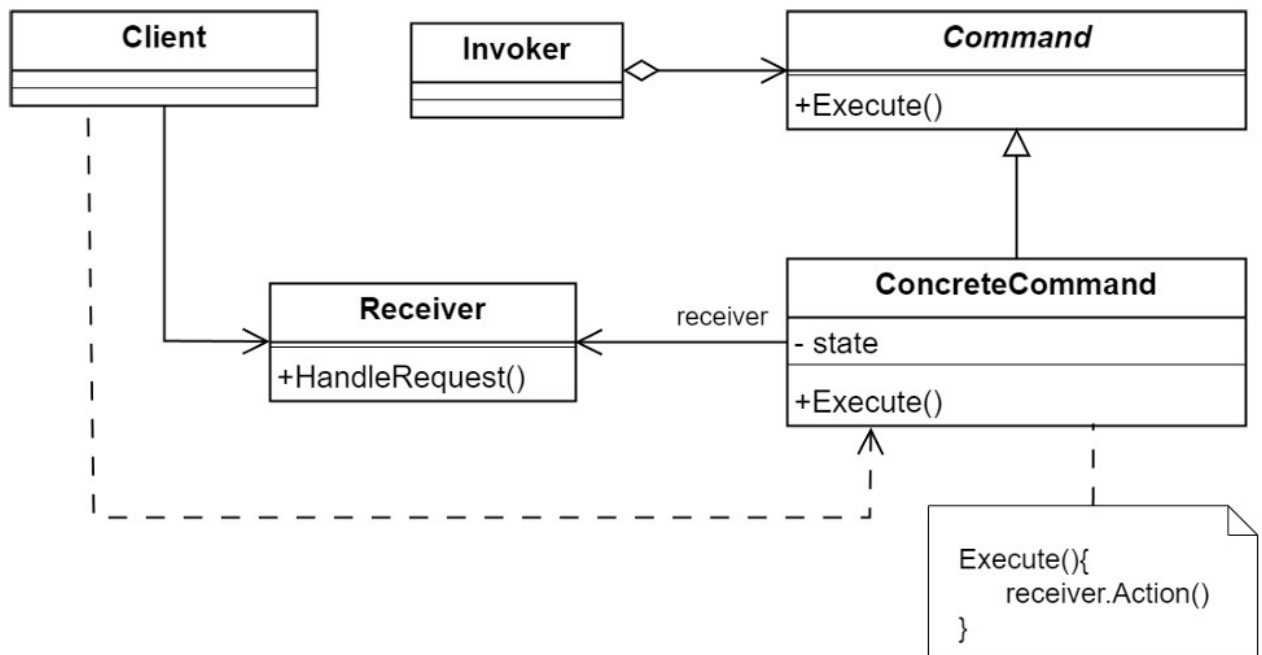 Client
Invoker
Command
+Execute()
Receiver
+HandleRequest()
receiver
ConcreteCommand
- state
+Execute()
Execute(){
receiver.Action()
}